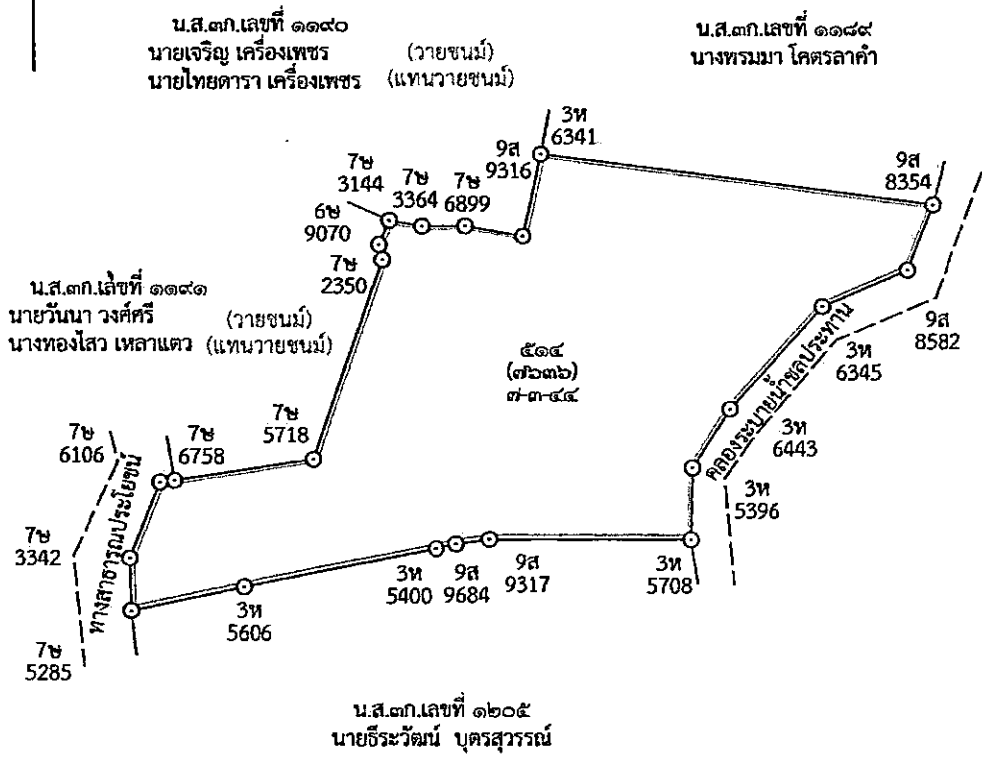 น.ส.๓ก.เลขที่ ๑๑๙๐
นายเจริญ เครื่องเพชร (วายชนม์)
นายไทยดารา เครื่องเพชร (แทนวายชนม์)
น.ส.๓ก.เลขที่ ๑๑๘๙
นางพรมมา โคตรลาคำ
3ห
6341
9ส
9316
9ส
8354
7ษ
3144
7ษ
3364
7ษ
6899
6ษ
9070
7ษ
2350
น.ส.๓ก.เลขที่ ๑๑๙๑
นายวันนา วงศ์ศรี (วายชนม์)
นางทองไสว เหลาแตว (แทนวายชนม์)
9ส
8582
๕๑๔
(๗๖๓๖)
๗-๓-๔๔
คลองระบายน้ำชลประทาน
3ห
6345
3ห
6443
3ห
5396
7ษ
5718
7ษ
6106
7ษ
6758
ทางสาธารณประโยชน์
7ษ
3342
3ห
5400
9ส
9684
9ส
9317
3ห
5708
3ห
5606
7ษ
5285
น.ส.๓ก.เลขที่ ๑๒๐๕
นายธีระวัฒน์ บุตรสุวรรณ์